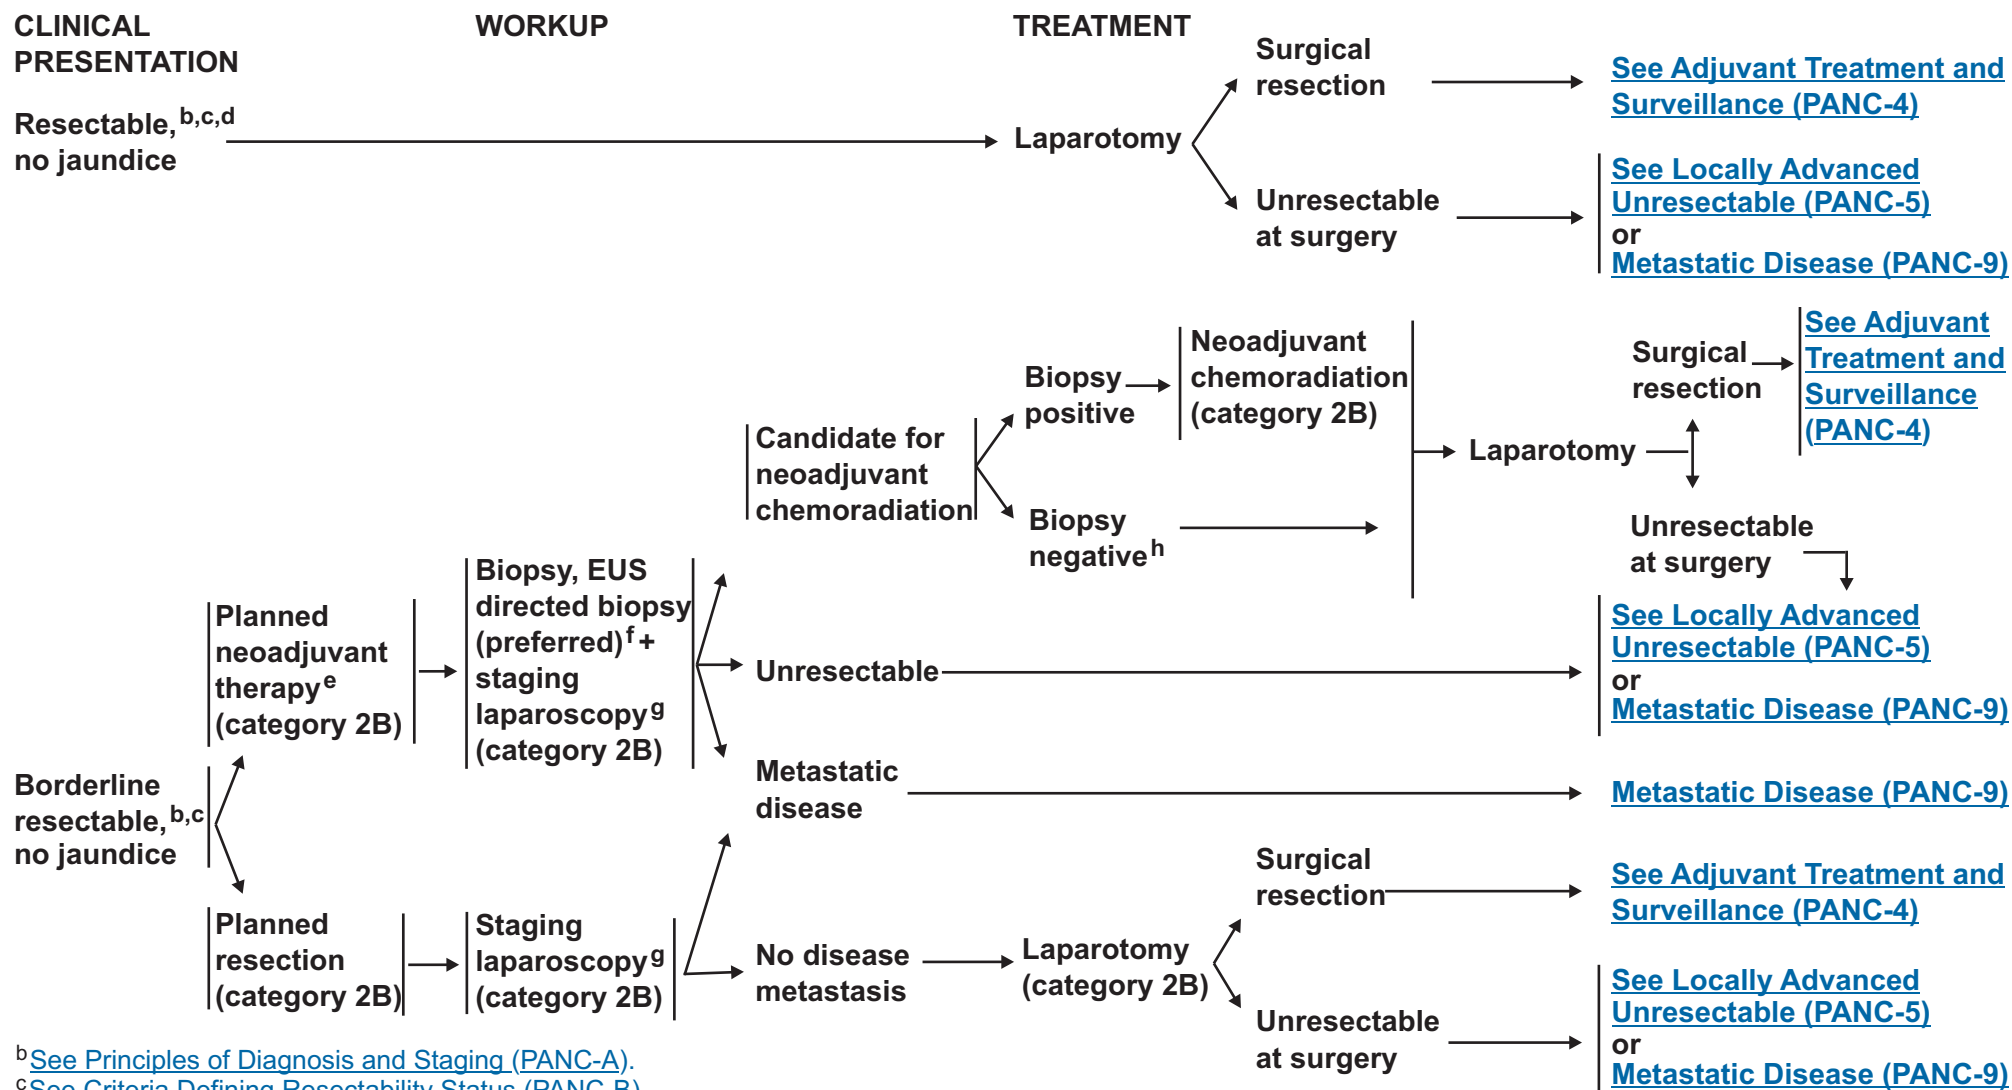 CLINICAL
PRESENTATION
WORKUP
TREATMENT
Resectable,b,c,d
no jaundice
Laparotomy
Surgical
resection
See Adjuvant Treatment and
Surveillance (PANC-4)
Unresectable
at surgery
See Locally Advanced
Unresectable (PANC-5)
or
Metastatic Disease (PANC-9)
Borderline
resectable,b,c
no jaundice
Planned
neoadjuvant
therapye
(category 2B)
Biopsy, EUS
directed biopsy
(preferred)f+
staging
laparoscopyg
(category 2B)
Candidate for
neoadjuvant
chemoradiation
Biopsy
positive
Neoadjuvant
chemoradiation
(category 2B)
Biopsy
negativeh
Laparotomy
Surgical
resection
See Adjuvant
Treatment and
Surveillance
(PANC-4)
Unresectable
at surgery
Unresectable
See Locally Advanced
Unresectable (PANC-5)
or
Metastatic Disease (PANC-9)
Metastatic
disease
Metastatic Disease (PANC-9)
Planned
resection
(category 2B)
Staging
laparoscopyg
(category 2B)
No disease
metastasis
Laparotomy
(category 2B)
Surgical
resection
See Adjuvant Treatment and
Surveillance (PANC-4)
Unresectable
at surgery
See Locally Advanced
Unresectable (PANC-5)
or
Metastatic Disease (PANC-9)
bSee Principles of Diagnosis and Staging (PANC-A).
cSee Criteria Defining Resectability Status (PANC-B)